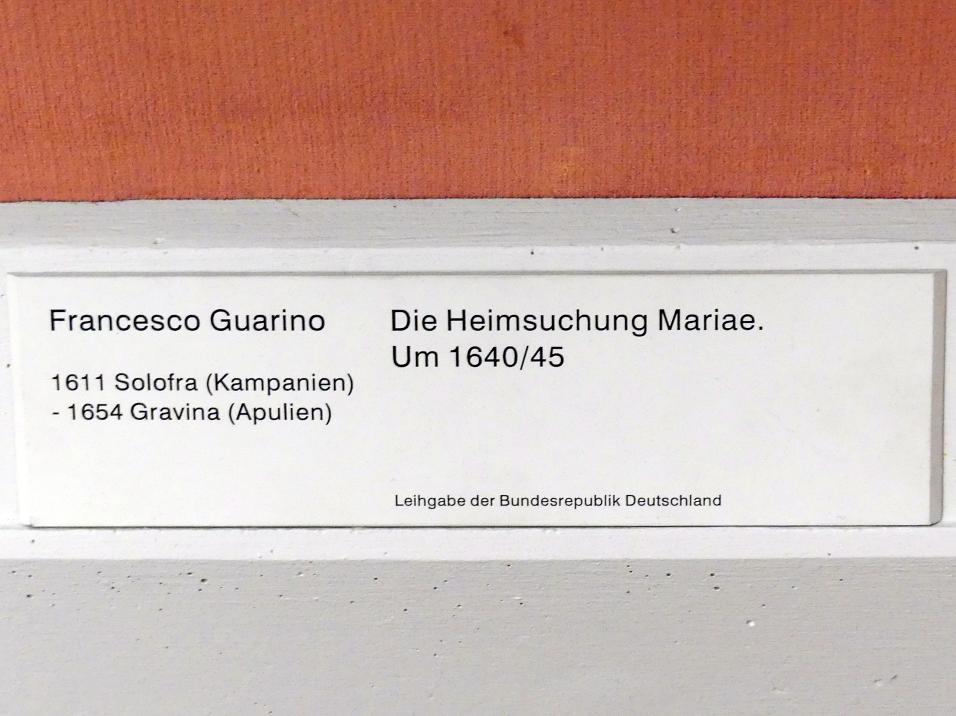 Francesco Guarino
1611 Solofra (Kampanien)
- 1654 Gravina (Apulien)
Die Heimsuchung Mariae.
Um 1640/45
Leihgabe der Bundesrepublik Deutschland